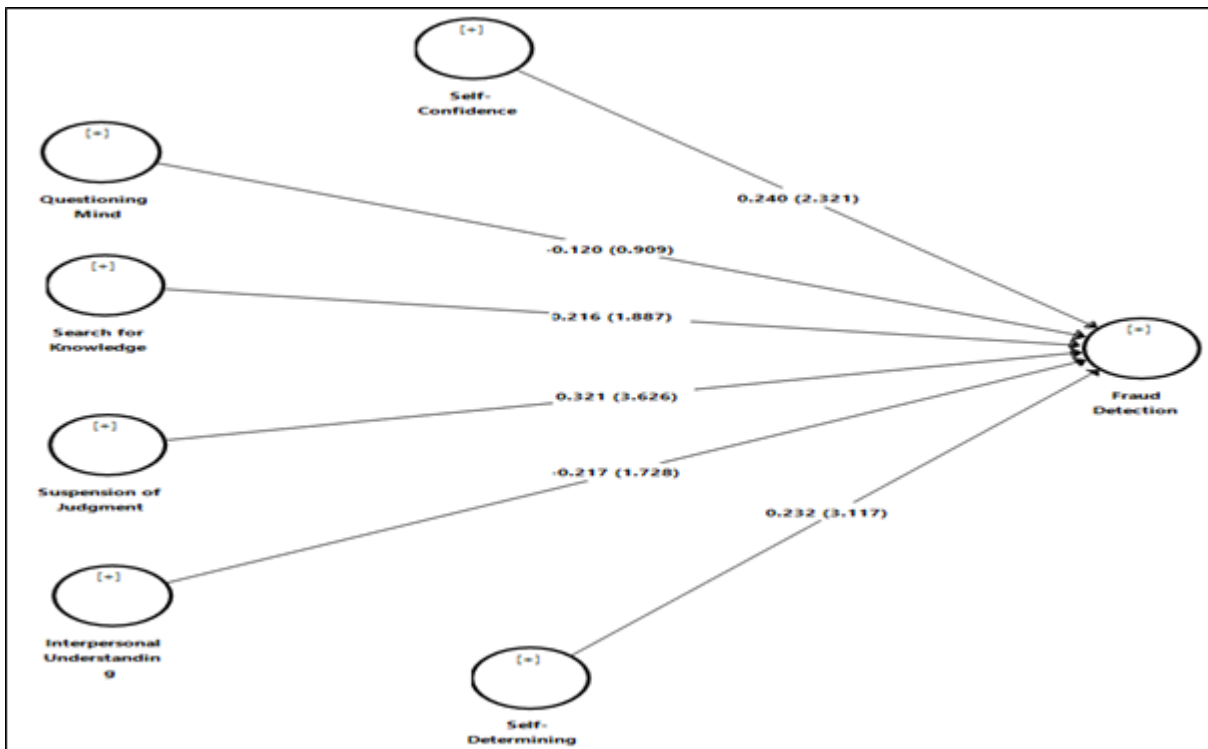 [+]
Self-
Confidence
[+]
Questioning
Mind
0.240 (2.321)
-0.120 (0.909)
[+]
Search for
Knowledge
0.216 (1.887)
[+]
Fraud
Detection
0.321 (3.626)
[+]
Suspension of
Judgment
-0.217 (1.728)
0.232 (3.117)
[+]
Interpersonal
Understandin
g
[+]
Self-
Determining